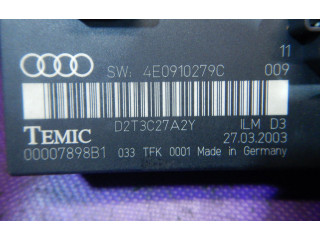 11
SW: 4E0910279C 009
D2T3C27A2Y ILM D3
TEMIC 27.03.2003
00007898B1 033 TFK 0001 Made in Germany